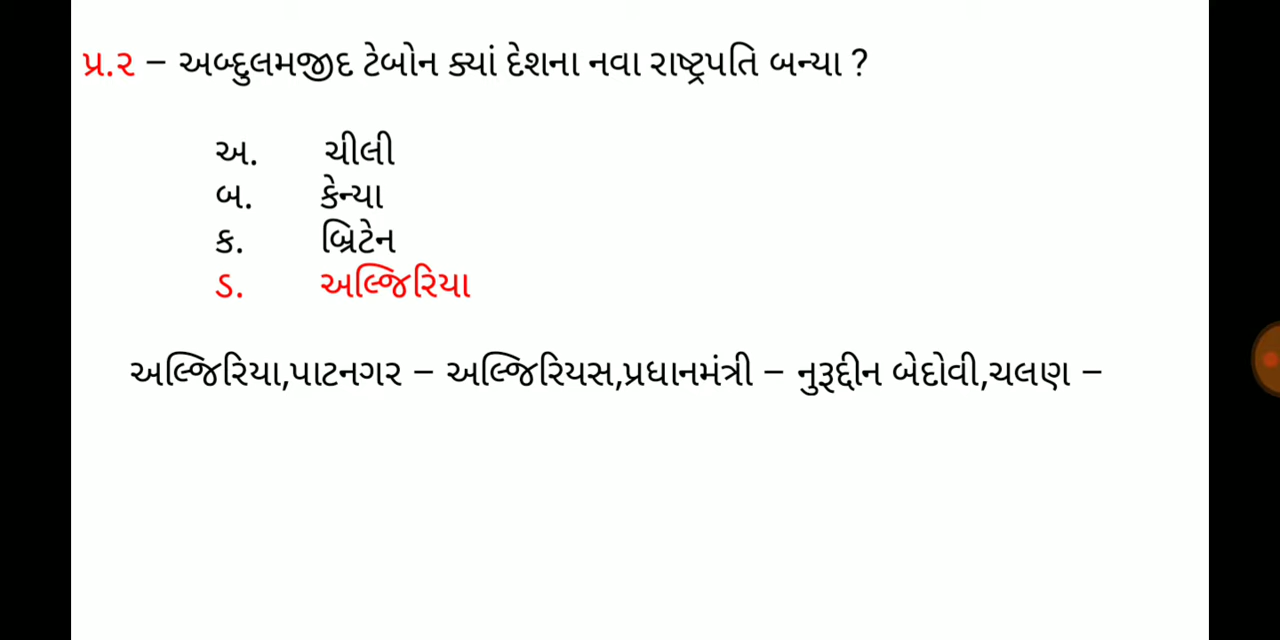 પ્ર.૨ – અબ્દુલમજીદ ટેબોન ક્યાં દેશના નવા રાષ્ટ્રપતિ બન્યા ?
અ. ચીલી
બ. કેન્યા
ક. બ્રિટેન
ડ. અલ્જિરિયા
અલ્જિરિયા,પાટનગર – અલ્જિરિયસ,પ્રધાનમંત્રી – નુરૂદ્દીન બેદોવી,ચલણ –